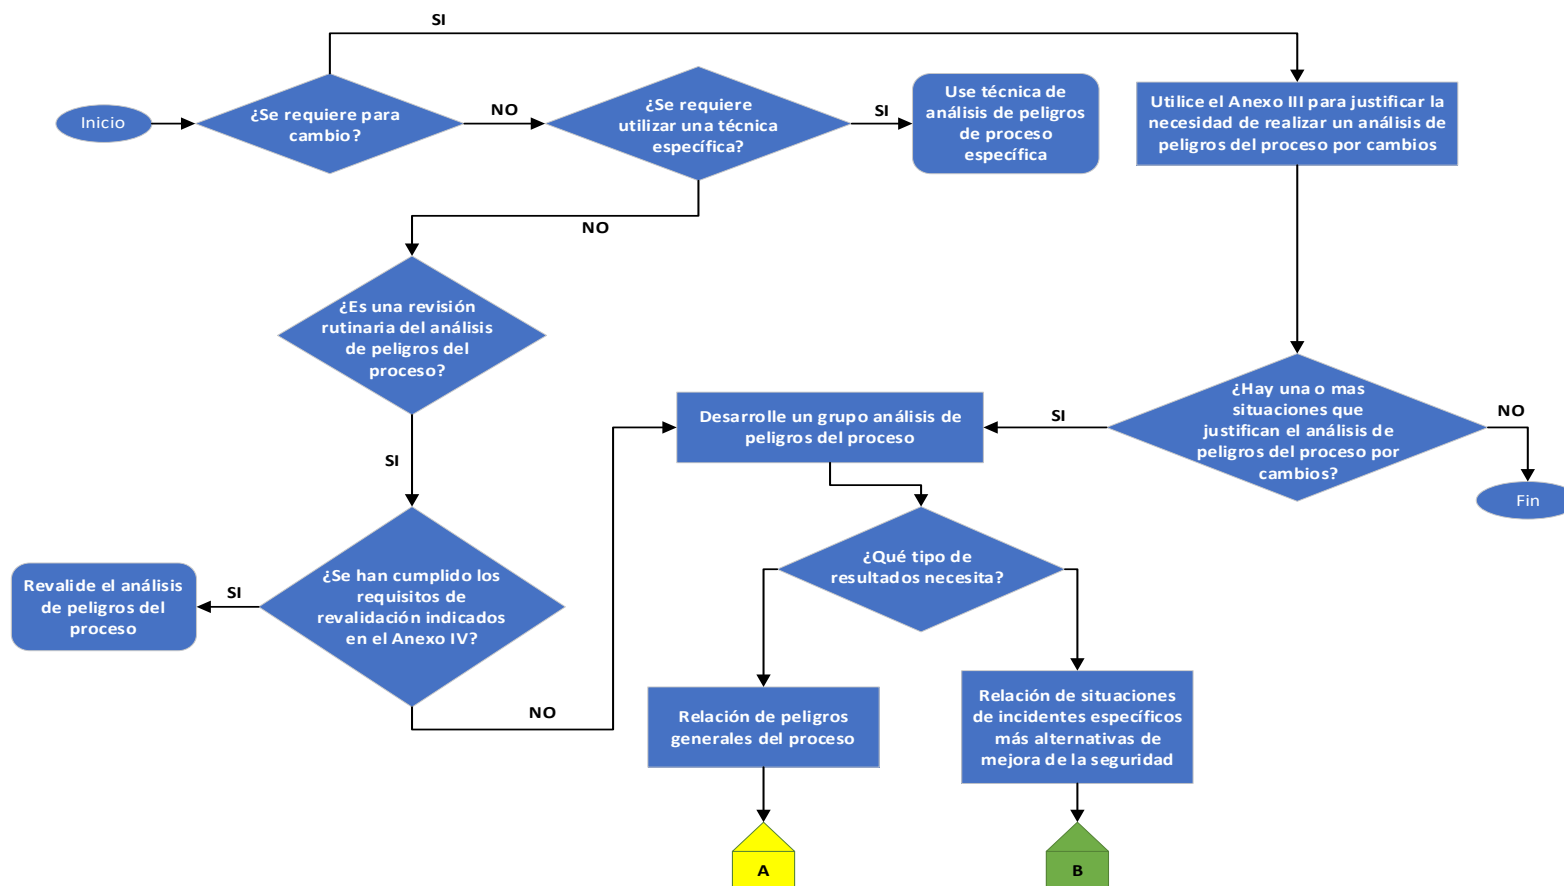 SI
Inicio
¿Se requiere para
cambio?
NO
¿Se requiere
utilizar una técnica
específica?
SI
Use técnica de
análisis de peligros
de proceso
específica
Utilice el Anexo III para justificar la
necesidad de realizar un análisis de
peligros del proceso por cambios
NO
¿Es una revisión
rutinaria del análisis
de peligros del
proceso?
SI
Desarrolle un grupo análisis de
peligros del proceso
SI
¿Hay una o mas
situaciones que
justifican el análisis de
peligros del proceso por
cambios?
NO
Fin
Revalide el análisis
de peligros del
proceso
SI
¿Se han cumplido los
requisitos de
revalidación indicados
en el Anexo IV?
NO
¿Qué tipo de
resultados necesita?
Relación de peligros
generales del proceso
Relación de situaciones
de incidentes específicos
más alternativas de
mejora de la seguridad
A
B